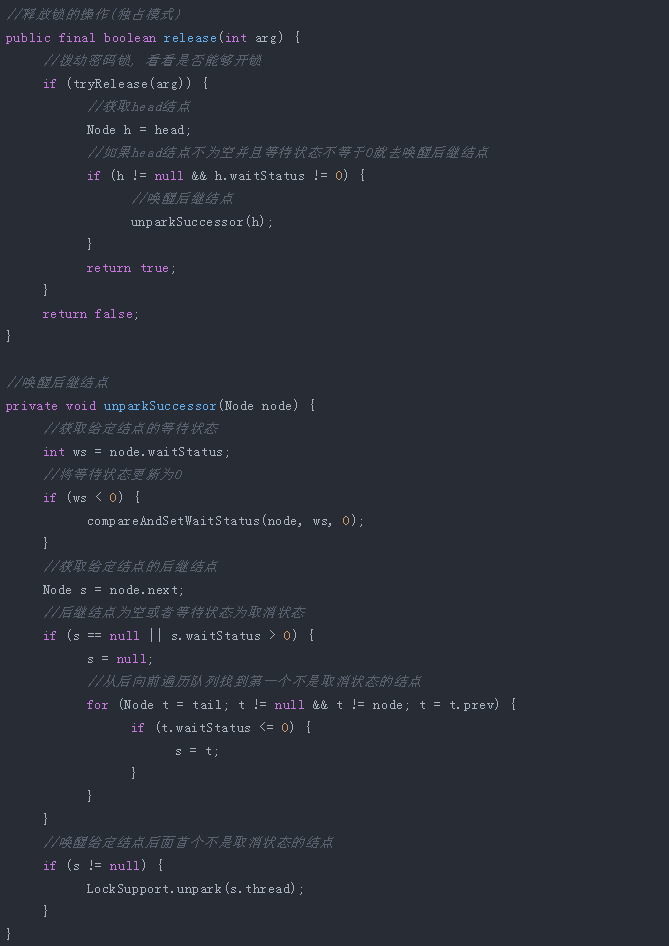 //释放锁的操作(独占模式)
public final boolean release(int arg) {
//拨动密码锁, 看看是否能够开锁
if (tryRelease(arg)) {
//获取head结点
Node h = head;
//如果head结点不为空并且等待状态不等于0就去唤醒后继结点
if (h != null && h.waitStatus != 0) {
//唤醒后继结点
unparkSuccessor(h);
}
return true;
}
return false;
}
//唤醒后继结点
private void unparkSuccessor(Node node) {
//获取给定结点的等待状态
int ws = node.waitStatus;
//将等待状态更新为0
if (ws < 0) {
compareAndSetWaitStatus(node, ws, 0);
}
//获取给定结点的后继结点
Node s = node.next;
//后继结点为空或者等待状态为取消状态
if (s == null || s.waitStatus > 0) {
s = null;
//从后向前遍历队列找到第一个不是取消状态的结点
for (Node t = tail; t != null && t != node; t = t.prev) {
if (t.waitStatus <= 0) {
s = t;
}
}
}
//唤醒给定结点后面首个不是取消状态的结点
if (s != null) {
LockSupport.unpark(s.thread);
}
}